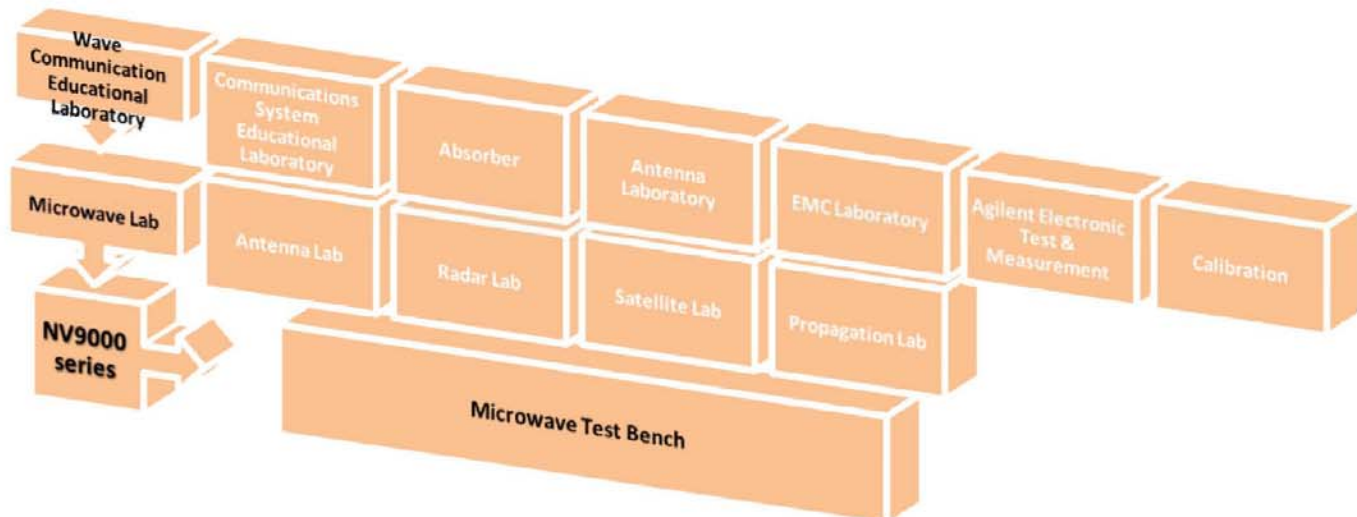 Wave
Communication
Educational
Laboratory
Communications
System
Educational
Laboratory
Absorber
Antenna
Laboratory
EMC Laboratory
Agilent Electronic
Test &
Measurement
Calibration
Microwave Lab
Antenna Lab
Radar Lab
Satellite Lab
Propagation Lab
NV9000
series
Microwave Test Bench